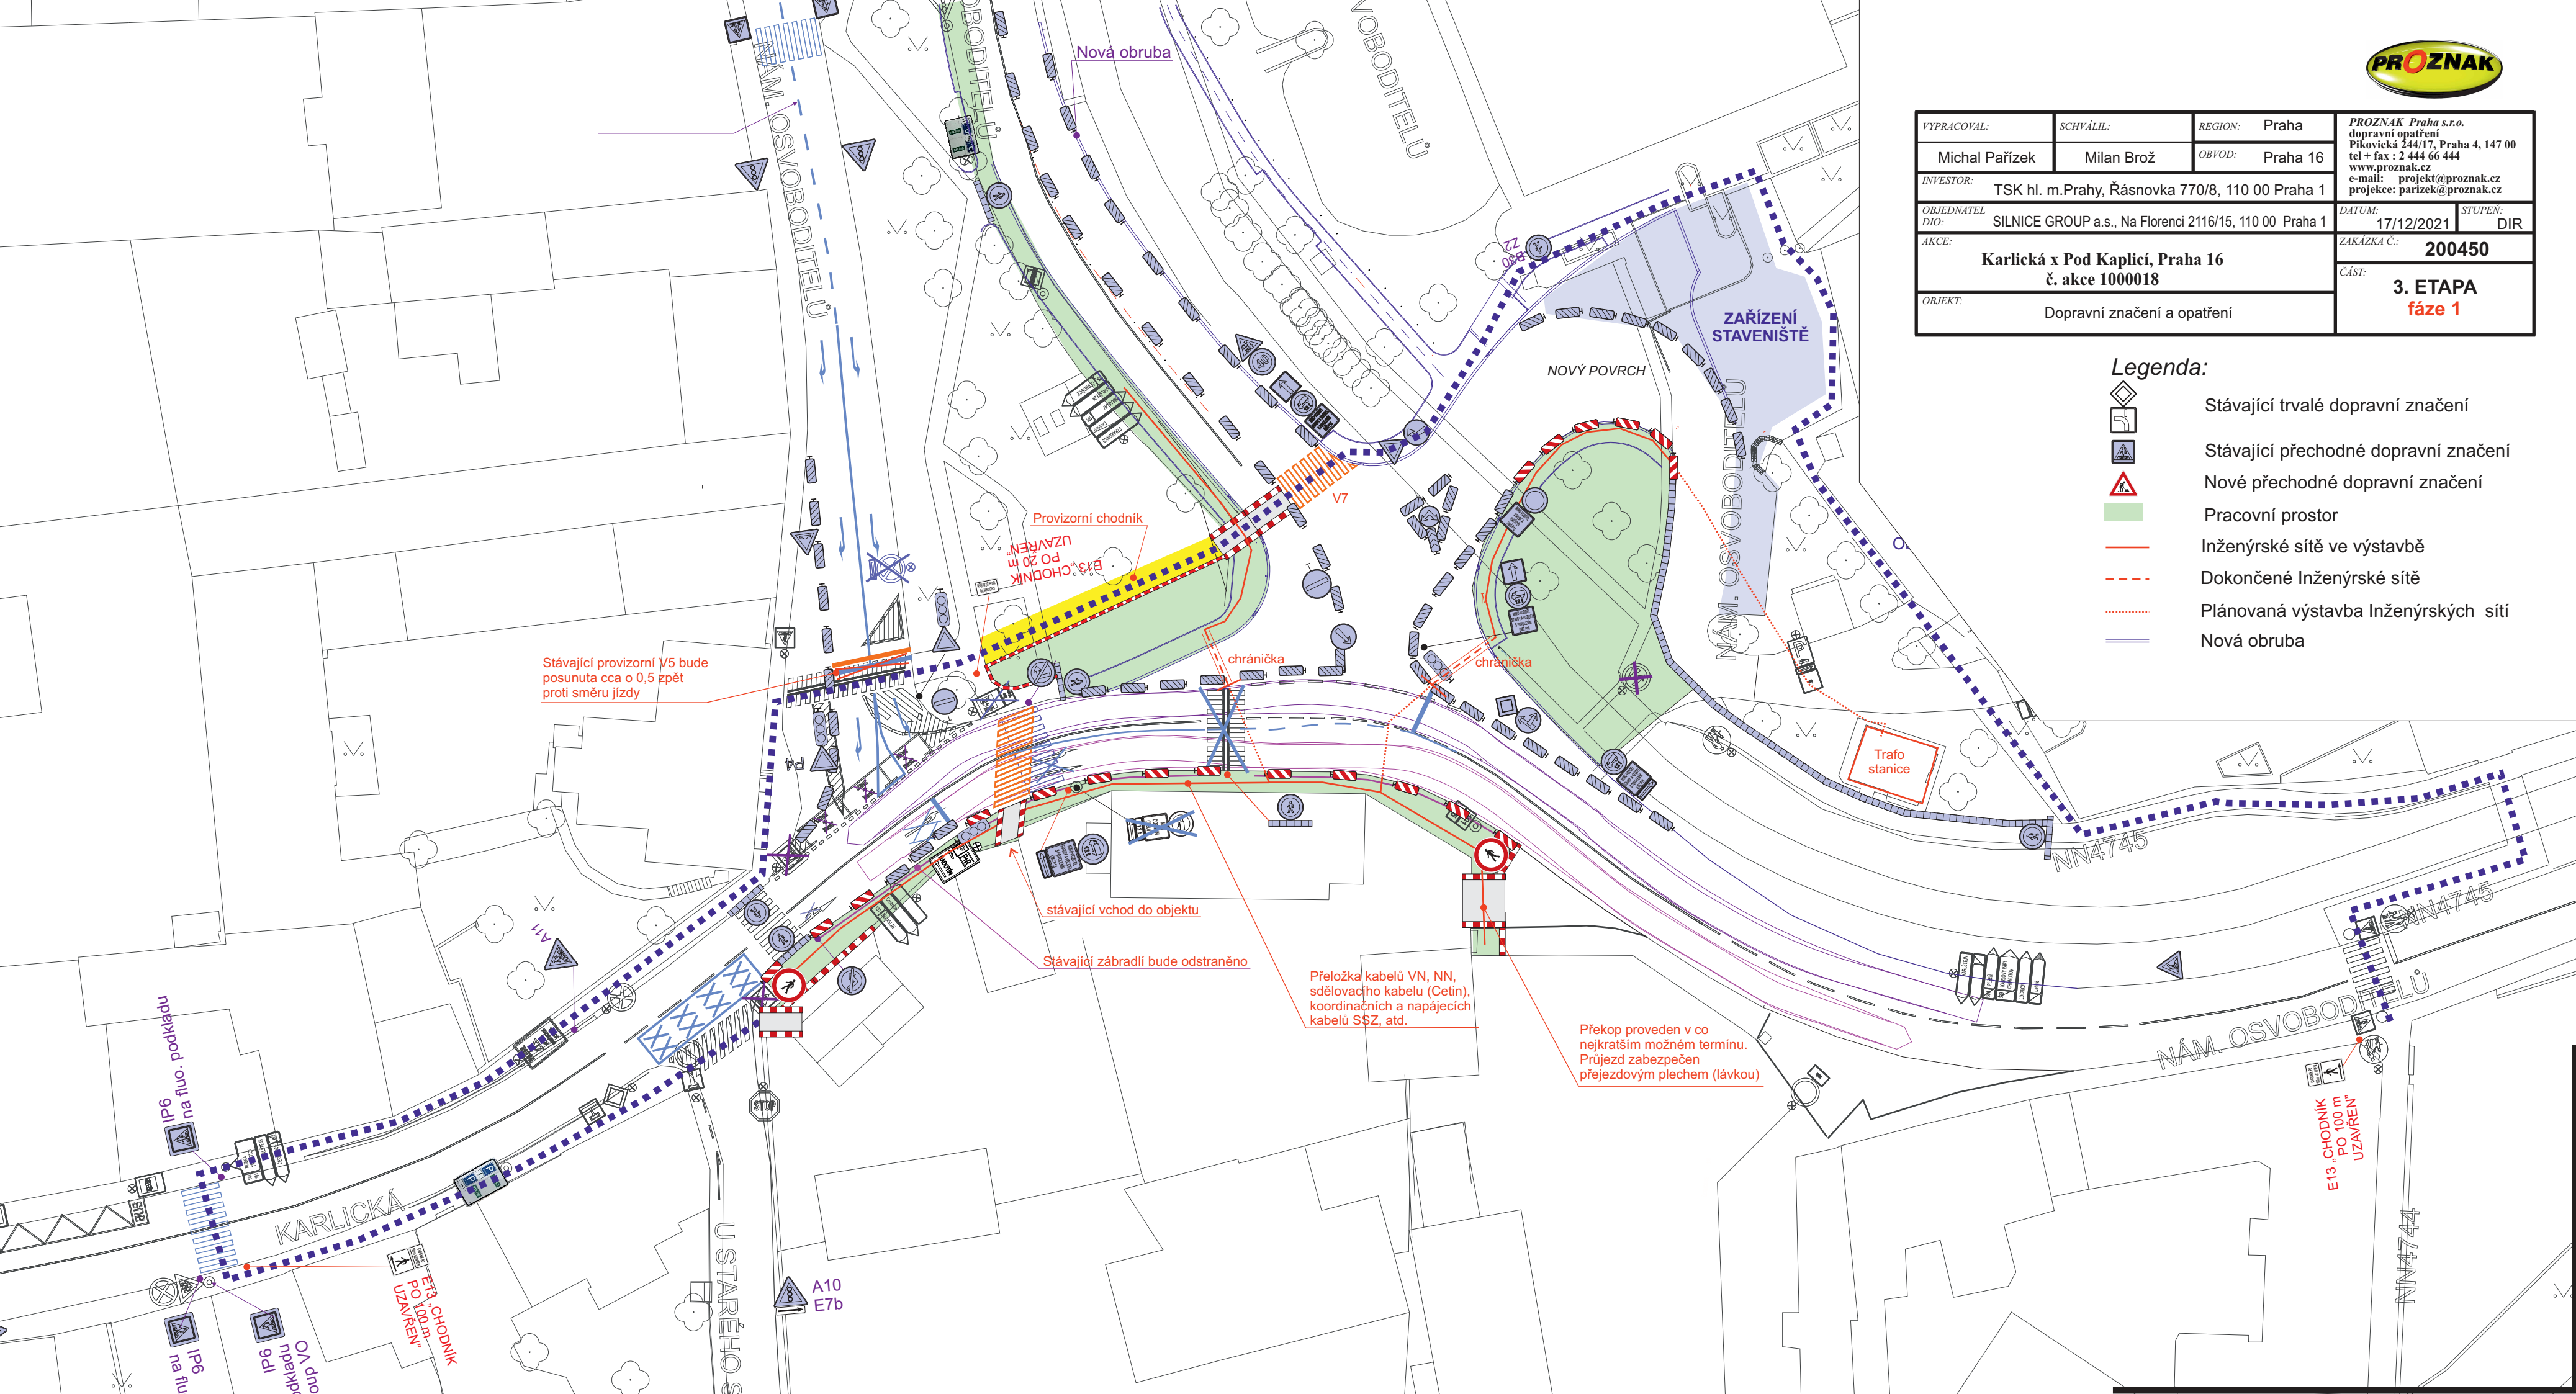 Nová obruba
NÁM. OSVOBODITELŮ
PROZNAK
VYPRACOVAL:
SCHVÁLIL:
REGION: Praha
Michal Pařízek
Milan Brož
OBVOD: Praha 16
PROZNAK Praha s.r.o.
dopravní opatření
Pikovická 244/17, Praha 4, 147 00
tel + fax : 2 444 66 444
www.proznak.cz
e-mail: projekt@proznak.cz
projekce: parizek@proznak.cz
INVESTOR: TSK hl. m.Prahy, Řásnovka 770/8, 110 00 Praha 1
OBJEDNATEL DIO: SILNICE GROUP a.s., Na Florenci 2116/15, 110 00 Praha 1
DATUM: 17/12/2021
STUPEŇ: DIR
AKCE:
Karlická x Pod Kaplicí, Praha 16
č. akce 1000018
ZAKÁZKA Č.: 200450
ČÁST:
3. ETAPA
fáze 1
OBJEKT:
Dopravní značení a opatření
Legenda:
Stávající trvalé dopravní značení
Stávající přechodné dopravní značení
Nové přechodné dopravní značení
Pracovní prostor
Inženýrské sítě ve výstavbě
Dokončené Inženýrské sítě
Plánovaná výstavba Inženýrských sítí
Nová obruba
Z2
B30
ZAŘÍZENÍ
STAVENIŠTĚ
NOVÝ POVRCH
40
V7
Provizorní chodník
E13 „CHODNÍK
PO 20 m
UZAVŘEN"
NÁM. OSVOBODITELŮ
Stávající provizorní V5 bude
posunuta cca o 0,5 zpět
proti směru jízdy
chránička
chránička
P4
Trafo
stanice
stávající vchod do objektu
Stávající zábradlí bude odstraněno
Přeložka kabelů VN, NN,
sdělovacího kabelu (Cetin),
koordinačních a napájecích
kabelů SSZ, atd.
Překop proveden v co
nejkratším možném termínu.
Průjezd zabezpečen
přejezdovým plechem (lávkou)
NN4745
NN4745
NÁM. OSVOBODITELŮ
E13 „CHODNÍK
PO 100 m
UZAVŘEN"
NN4744
A11
IP6
na fluo. podkladu
STOP
BUS
KARLICKÁ
E13 „CHODNÍK
PO 100 m
UZAVŘEN"
U STARÉHO S
A10
E7b
IP6
na fl
IP6